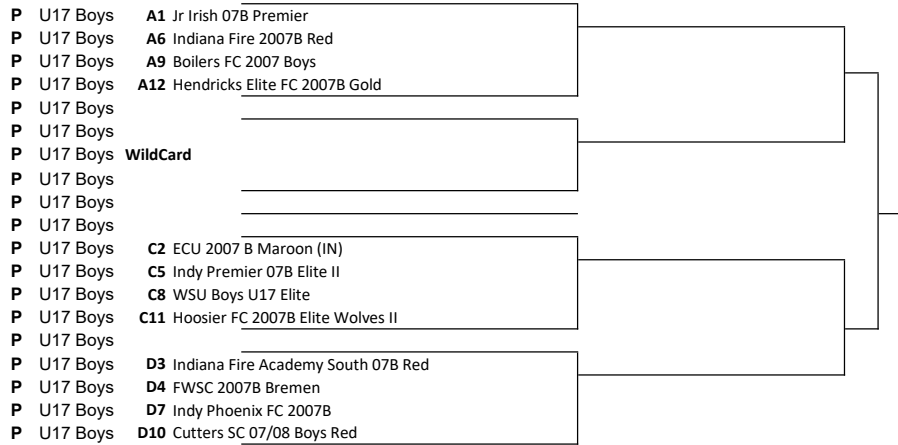 P U17 Boys A1 Jr Irish 07B Premier
P U17 Boys A6 Indiana Fire 2007B Red
P U17 Boys A9 Boilers FC 2007 Boys
P U17 Boys A12 Hendricks Elite FC 2007B Gold
P U17 Boys
P U17 Boys
P U17 Boys WildCard
P U17 Boys
P U17 Boys
P U17 Boys
P U17 Boys C2 ECU 2007 B Maroon (IN)
P U17 Boys C5 Indy Premier 07B Elite II
P U17 Boys C8 WSU Boys U17 Elite
P U17 Boys C11 Hoosier FC 2007B Elite Wolves II
P U17 Boys
P U17 Boys D3 Indiana Fire Academy South 07B Red
P U17 Boys D4 FWSC 2007B Bremen
P U17 Boys D7 Indy Phoenix FC 2007B
P U17 Boys D10 Cutters SC 07/08 Boys Red